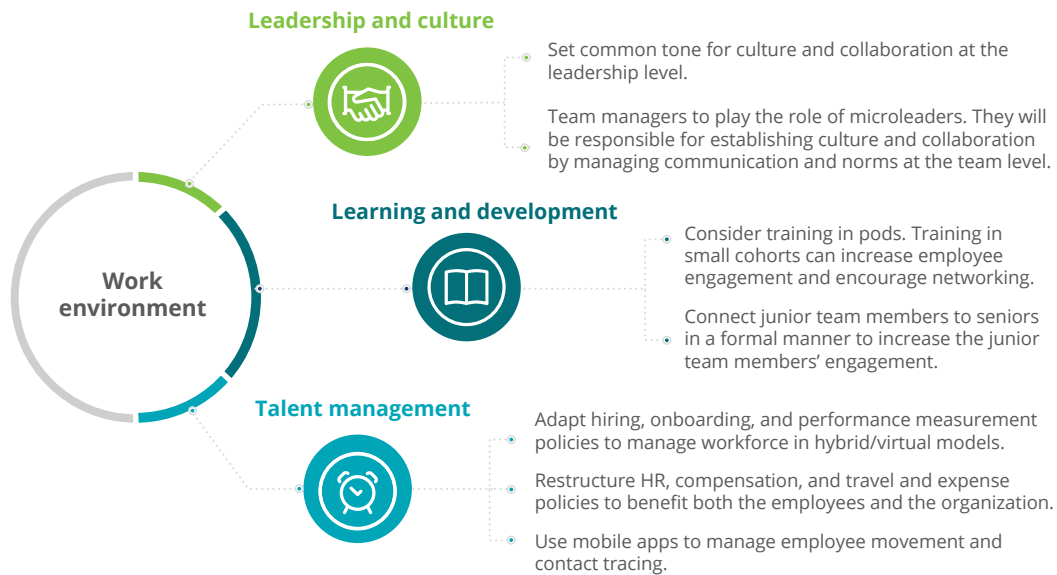 Leadership and culture
Set common tone for culture and collaboration at the
leadership level.
Team managers to play the role of microleaders. They will
be responsible for establishing culture and collaboration
by managing communication and norms at the team level.
Work
environment
Learning and development
Consider training in pods. Training in
small cohorts can increase employee
engagement and encourage networking.
Connect junior team members to seniors
in a formal manner to increase the junior
team members’ engagement.
Talent management
Adapt hiring, onboarding, and performance measurement
policies to manage workforce in hybrid/virtual models.
Restructure HR, compensation, and travel and expense
policies to benefit both the employees and the organization.
Use mobile apps to manage employee movement and
contact tracing.